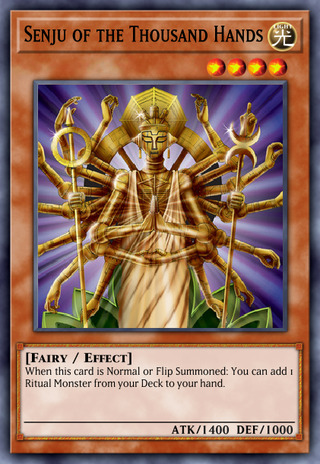 Senju of the Thousand Hands
LIGHT
光
[Fairy / Effect]
When this card is Normal or Flip Summoned: You can add 1
Ritual Monster from your Deck to your hand.
ATK/1400 DEF/1000